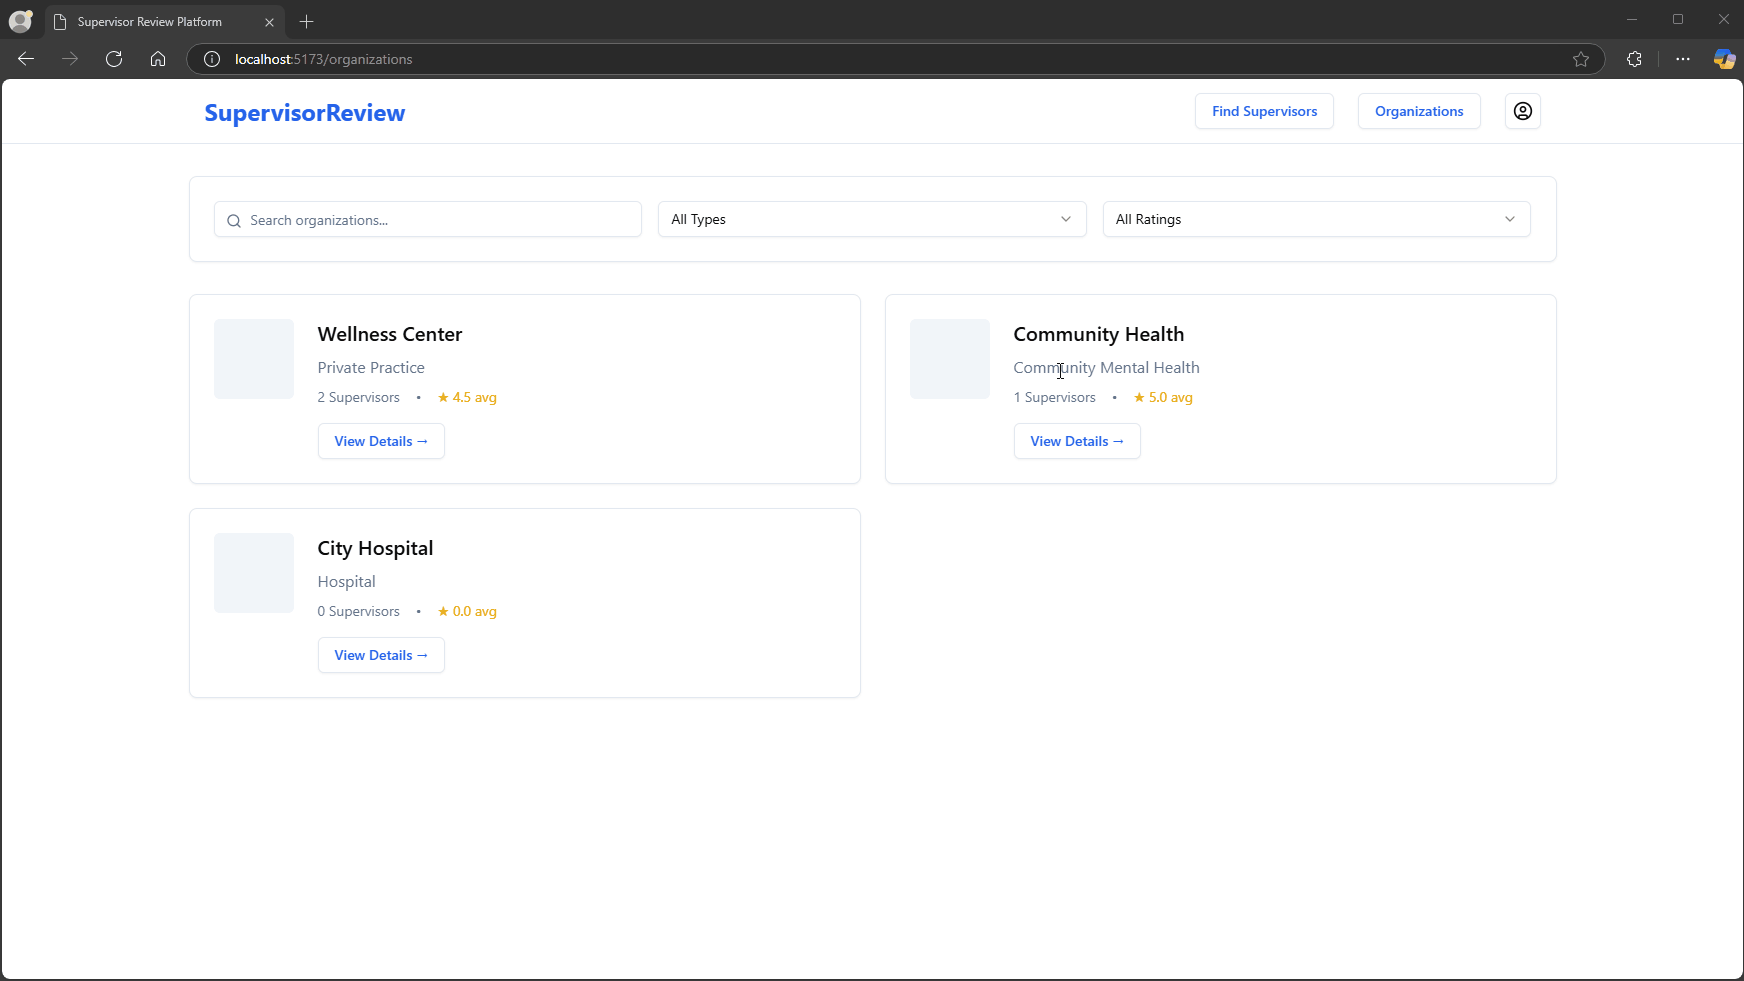 Supervisor Review Platform
localhost:5173/organizations
SupervisorReview
Find Supervisors
Organizations
Search organizations...
All Types
All Ratings
Wellness Center
Private Practice
2 Supervisors • ★ 4.5 avg
View Details →
Community Health
Community Mental Health
1 Supervisors • ★ 5.0 avg
View Details →
City Hospital
Hospital
0 Supervisors • ★ 0.0 avg
View Details →